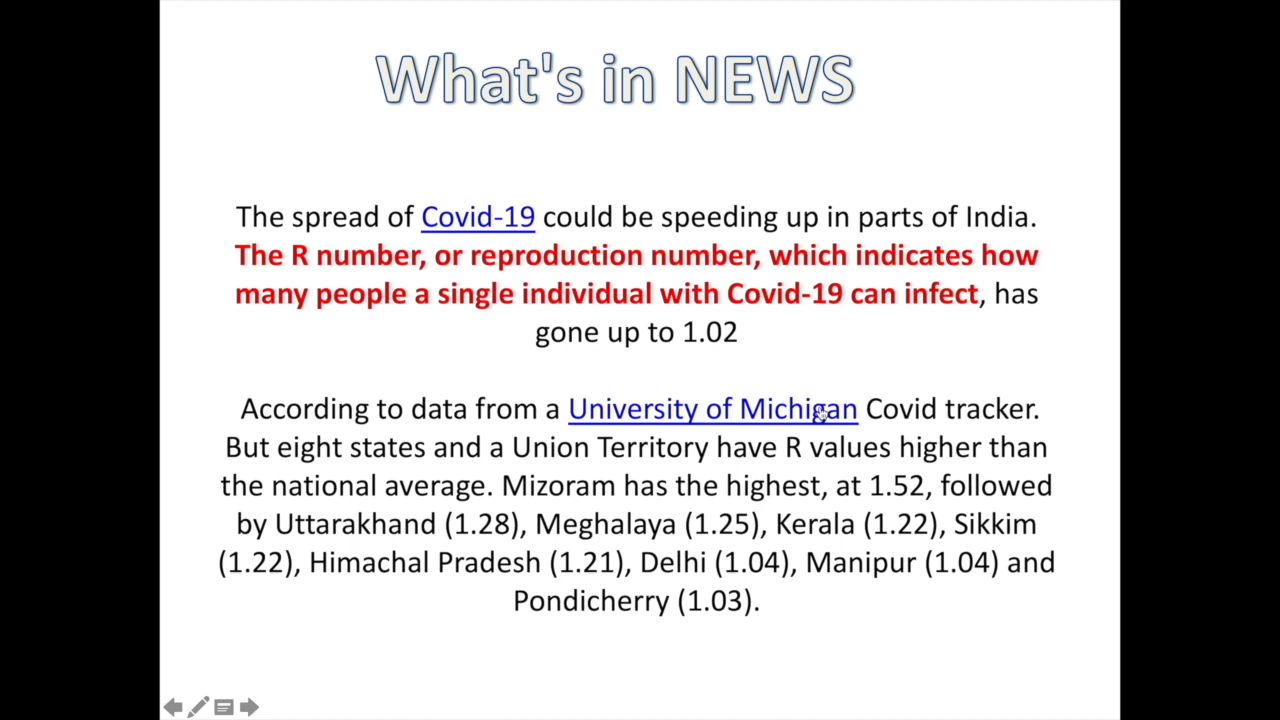 What's in NEWS
The spread of Covid-19 could be speeding up in parts of India.
The R number, or reproduction number, which indicates how
many people a single individual with Covid-19 can infect, has
gone up to 1.02
According to data from a University of Michigan Covid tracker.
But eight states and a Union Territory have R values higher than
the national average. Mizoram has the highest, at 1.52, followed
by Uttarakhand (1.28), Meghalaya (1.25), Kerala (1.22), Sikkim
(1.22), Himachal Pradesh (1.21), Delhi (1.04), Manipur (1.04) and
Pondicherry (1.03).